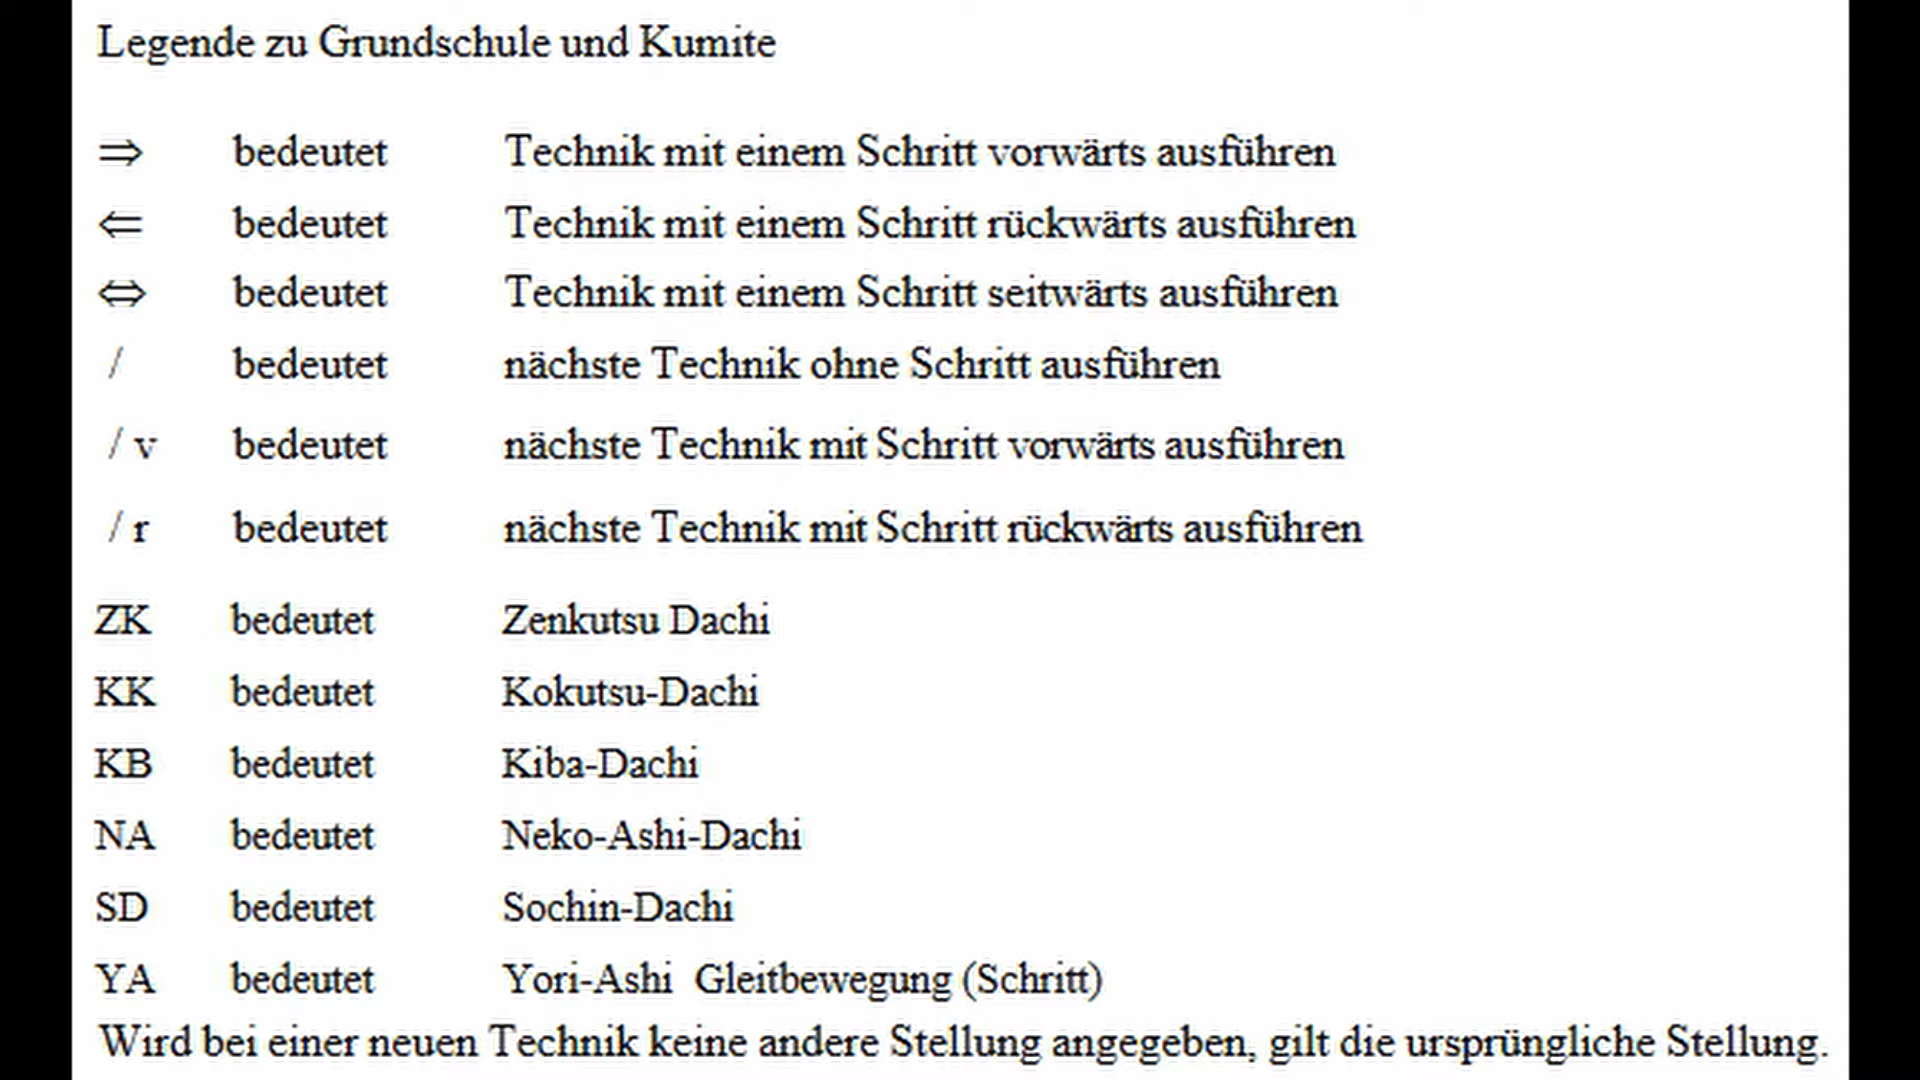 Legende zu Grundschule und Kumite
⇒ bedeutet Technik mit einem Schritt vorwärts ausführen
⇐ bedeutet Technik mit einem Schritt rückwärts ausführen
⇔ bedeutet Technik mit einem Schritt seitwärts ausführen
/ bedeutet nächste Technik ohne Schritt ausführen
/ v bedeutet nächste Technik mit Schritt vorwärts ausführen
/ r bedeutet nächste Technik mit Schritt rückwärts ausführen
ZK bedeutet Zenkutsu Dachi
KK bedeutet Kokutsu-Dachi
KB bedeutet Kiba-Dachi
NA bedeutet Neko-Ashi-Dachi
SD bedeutet Sochin-Dachi
YA bedeutet Yori-Ashi Gleitbewegung (Schritt)
Wird bei einer neuen Technik keine andere Stellung angegeben, gilt die ursprüngliche Stellung.